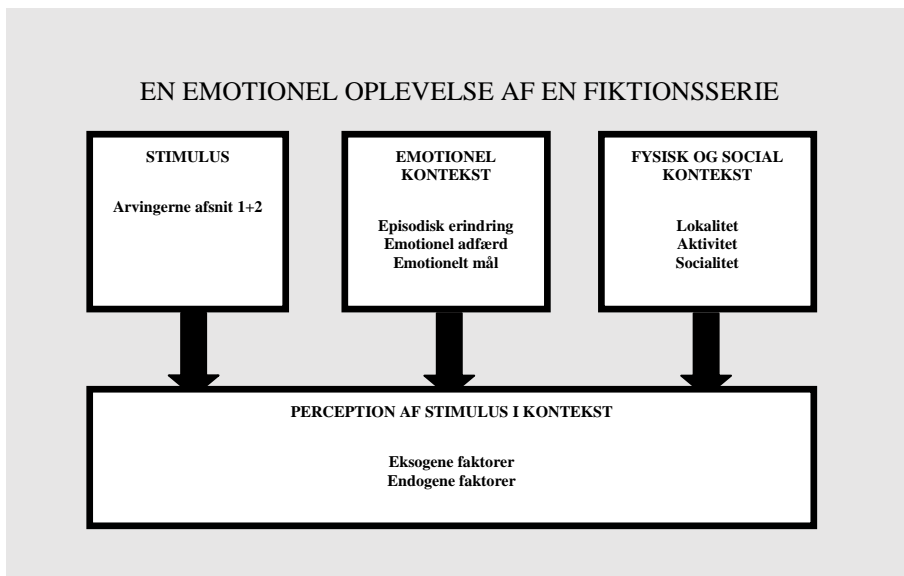 EN EMOTIONEL OPLEVELSE AF EN FIKTIONSSERIE
STIMULUS
Arvingerne afsnit 1+2
EMOTIONEL
KONTEKST
Episodisk erindring
Emotionel adfærd
Emotionelt mål
FYSISK OG SOCIAL
KONTEKST
Lokalitet
Aktivitet
Socialitet
PERCEPTION AF STIMULUS I KONTEKST
Eksogene faktorer
Endogene faktorer